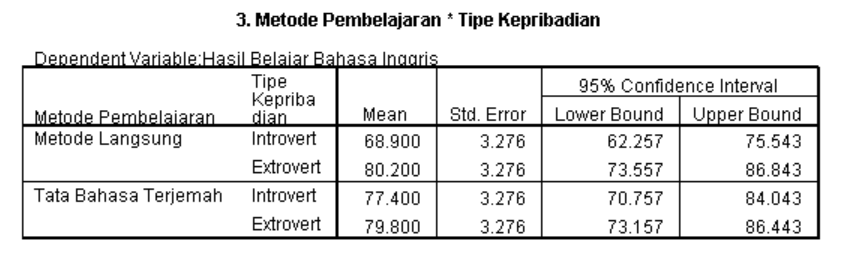 3. Metode Pembelajaran * Tipe Kepribadian
Dependent Variable:Hasil Belajar Bahasa Inggris
Metode Pembelajaran Tipe Kepribadian Mean Std. Error 95% Confidence Interval
Lower Bound Upper Bound
Metode Langsung Introvert 68.900 3.276 62.257 75.543
Extrovert 80.200 3.276 73.557 86.843
Tata Bahasa Terjemah Introvert 77.400 3.276 70.757 84.043
Extrovert 79.800 3.276 73.157 86.443